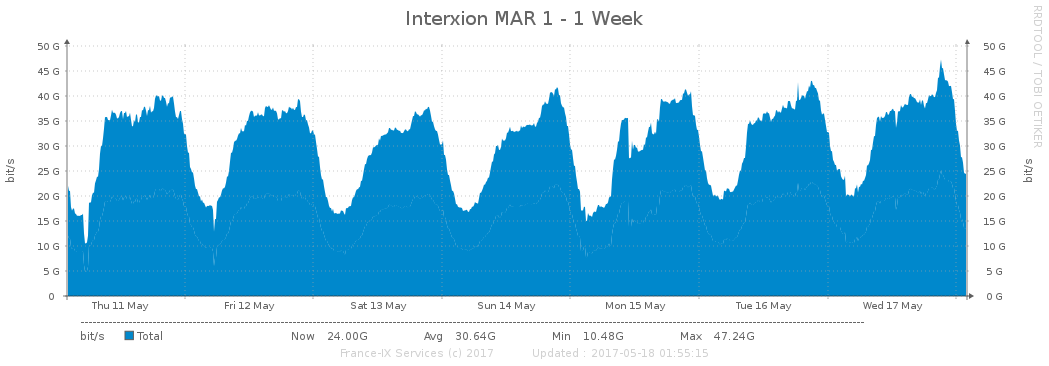 Interxion MAR 1 - 1 Week
RRDTOOL / TOBI OETIKER
50 G 50 G
45 G 45 G
40 G 40 G
35 G 35 G
30 G 30 G
25 G 25 G
20 G 20 G
15 G 15 G
10 G 10 G
5 G 5 G
0 0 G
bit/s
bit/s
Thu 11 May Fri 12 May Sat 13 May Sun 14 May Mon 15 May Tue 16 May Wed 17 May
bit/s Total Now 24.00G Avg 30.64G Min 10.48G Max 47.24G
France-IX Services (c) 2017 Updated : 2017-05-18 01:55:15